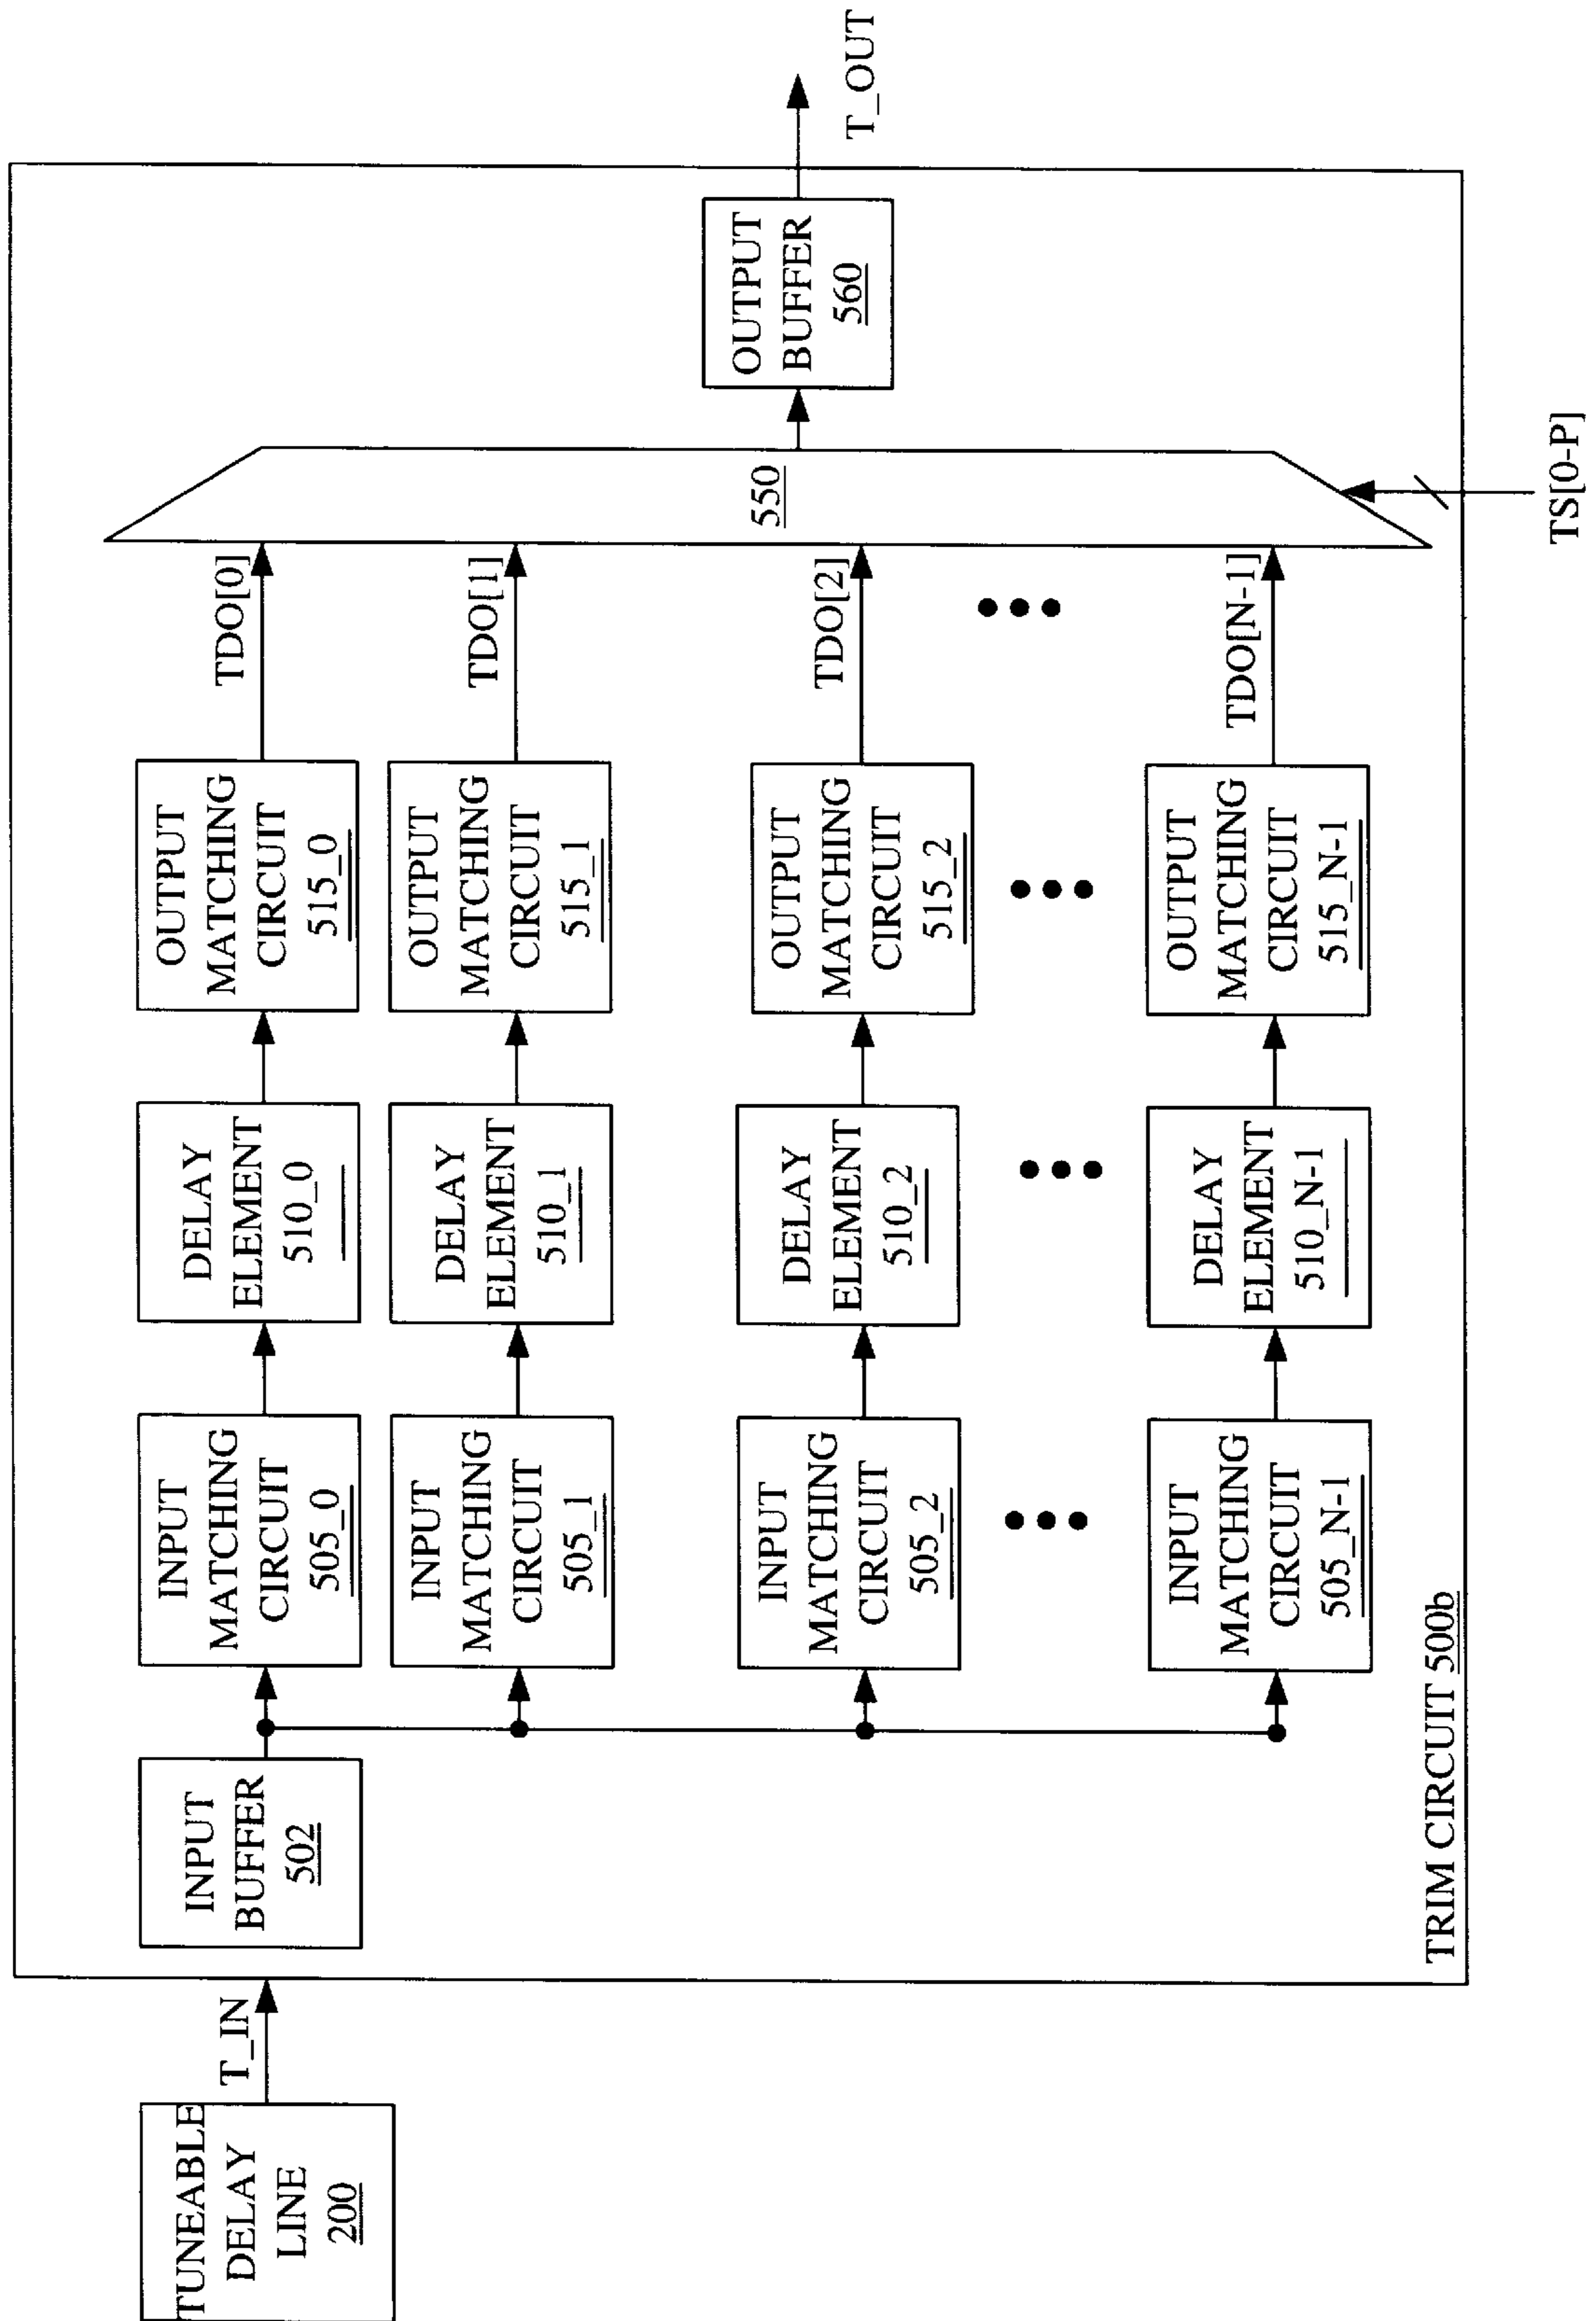 TUNEABLE
DELAY
LINE
200
T_IN
INPUT
BUFFER
502
INPUT
MATCHING
CIRCUIT
505_0
DELAY
ELEMENT
510_0
OUTPUT
MATCHING
CIRCUIT
515_0
TDO[0]
INPUT
MATCHING
CIRCUIT
505_1
DELAY
ELEMENT
510_1
OUTPUT
MATCHING
CIRCUIT
515_1
TDO[1]
INPUT
MATCHING
CIRCUIT
505_2
DELAY
ELEMENT
510_2
OUTPUT
MATCHING
CIRCUIT
515_2
TDO[2]
INPUT
MATCHING
CIRCUIT
505_N-1
DELAY
ELEMENT
510_N-1
OUTPUT
MATCHING
CIRCUIT
515_N-1
TDO[N-1]
550
OUTPUT
BUFFER
560
T_OUT
TS[0-P]
TRIM CIRCUIT 500b